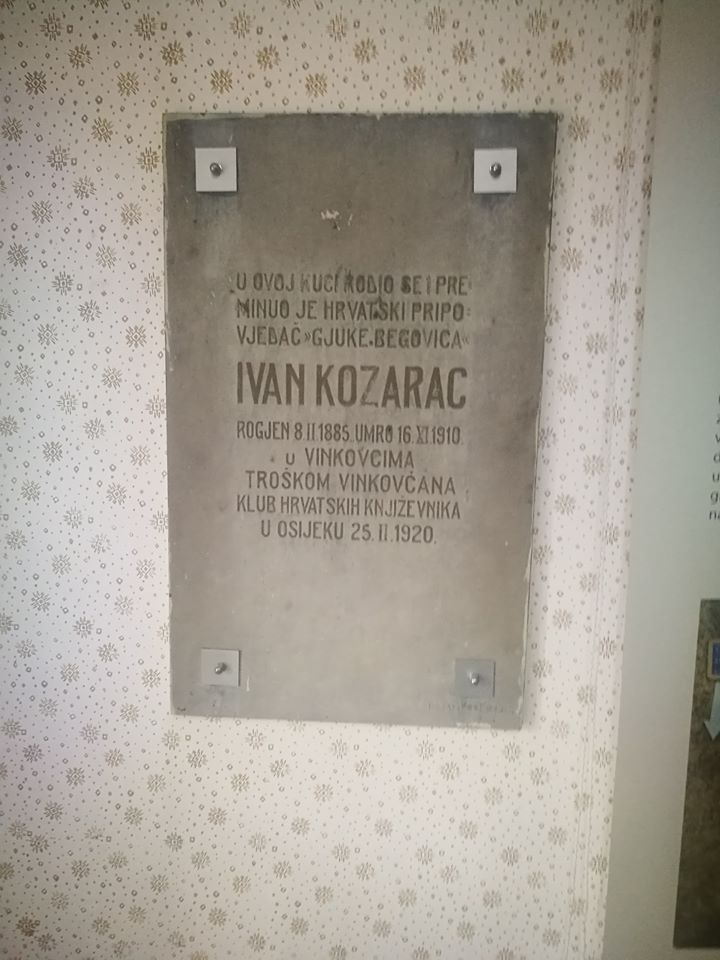 U OVOJ KUĆI RODIO SE I PRE=
MINUO JE HRVATSKI PRIPO=
VJEDAČ »GJUKE BEGOVIĆA«
IVAN KOZARAC
ROGJEN 8.II.1885. UMRO 16.XI.1910.
U VINKOVCIMA
TROŠKOM VINKOVČANA
KLUB HRVATSKIH KNJIŽEVNIKA
U OSIJEKU 25.II.1920.